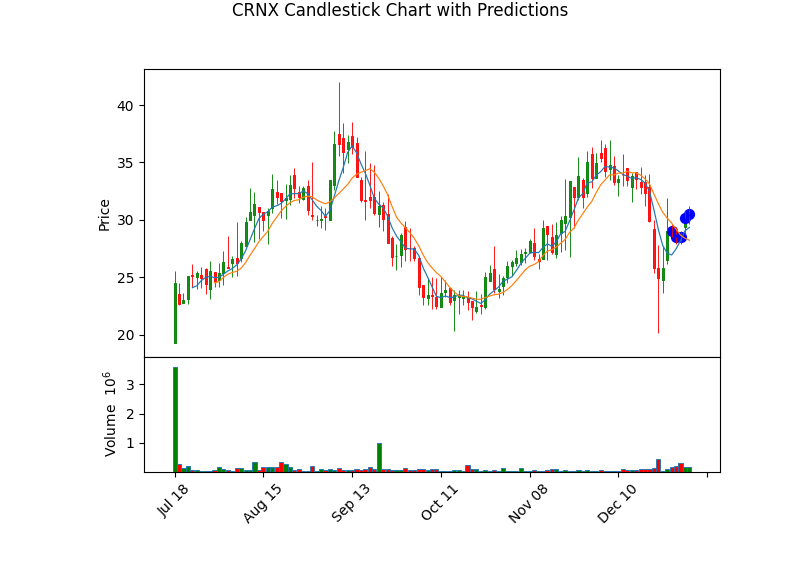 CRNX Candlestick Chart with Predictions
40
35
30
25
20
Price
3
2
1
Volume 10^6
Jul 18
Aug 15
Sep 13
Oct 11
Nov 08
Dec 10